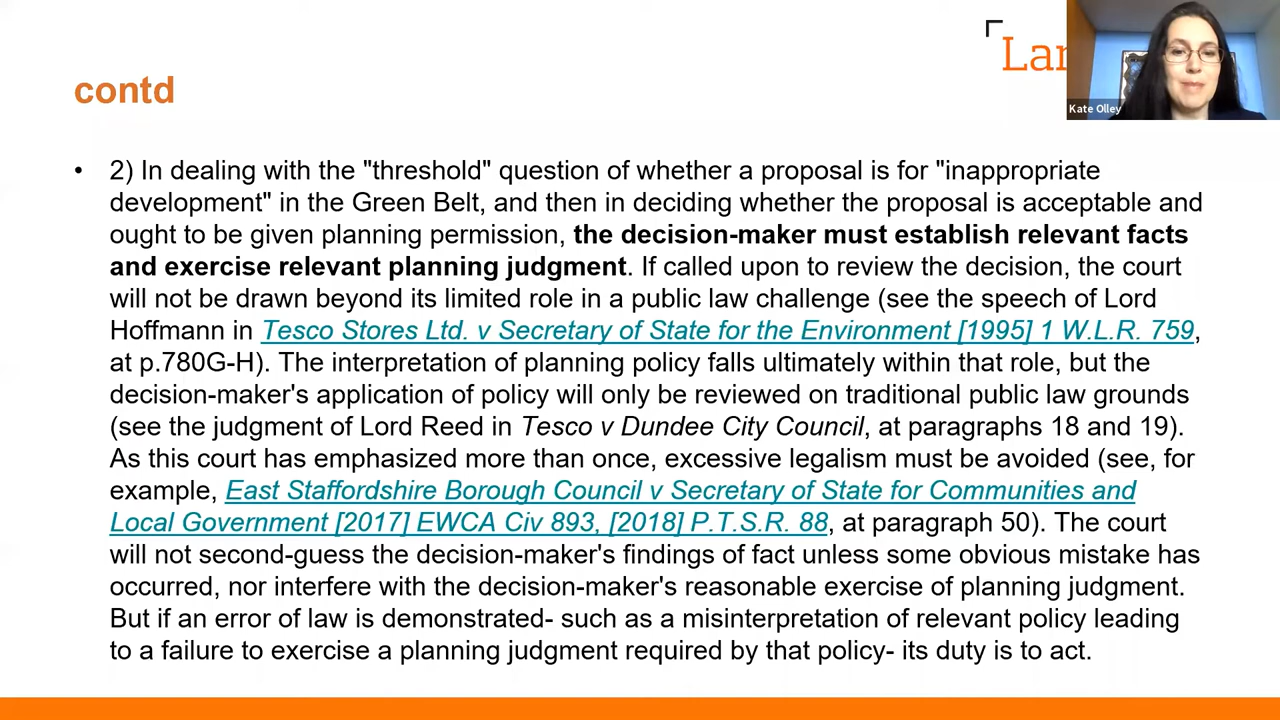 Lan
contd
Kate Olley
• 2) In dealing with the "threshold" question of whether a proposal is for "inappropriate
development" in the Green Belt, and then in deciding whether the proposal is acceptable and
ought to be given planning permission, the decision-maker must establish relevant facts
and exercise relevant planning judgment. If called upon to review the decision, the court
will not be drawn beyond its limited role in a public law challenge (see the speech of Lord
Hoffmann in Tesco Stores Ltd. v Secretary of State for the Environment [1995] 1 W.L.R. 759,
at p.780G-H). The interpretation of planning policy falls ultimately within that role, but the
decision-maker's application of policy will only be reviewed on traditional public law grounds
(see the judgment of Lord Reed in Tesco v Dundee City Council, at paragraphs 18 and 19).
As this court has emphasized more than once, excessive legalism must be avoided (see, for
example, East Staffordshire Borough Council v Secretary of State for Communities and
Local Government [2017] EWCA Civ 893, [2018] P.T.S.R. 88, at paragraph 50). The court
will not second-guess the decision-maker's findings of fact unless some obvious mistake has
occurred, nor interfere with the decision-maker's reasonable exercise of planning judgment.
But if an error of law is demonstrated- such as a misinterpretation of relevant policy leading
to a failure to exercise a planning judgment required by that policy- its duty is to act.